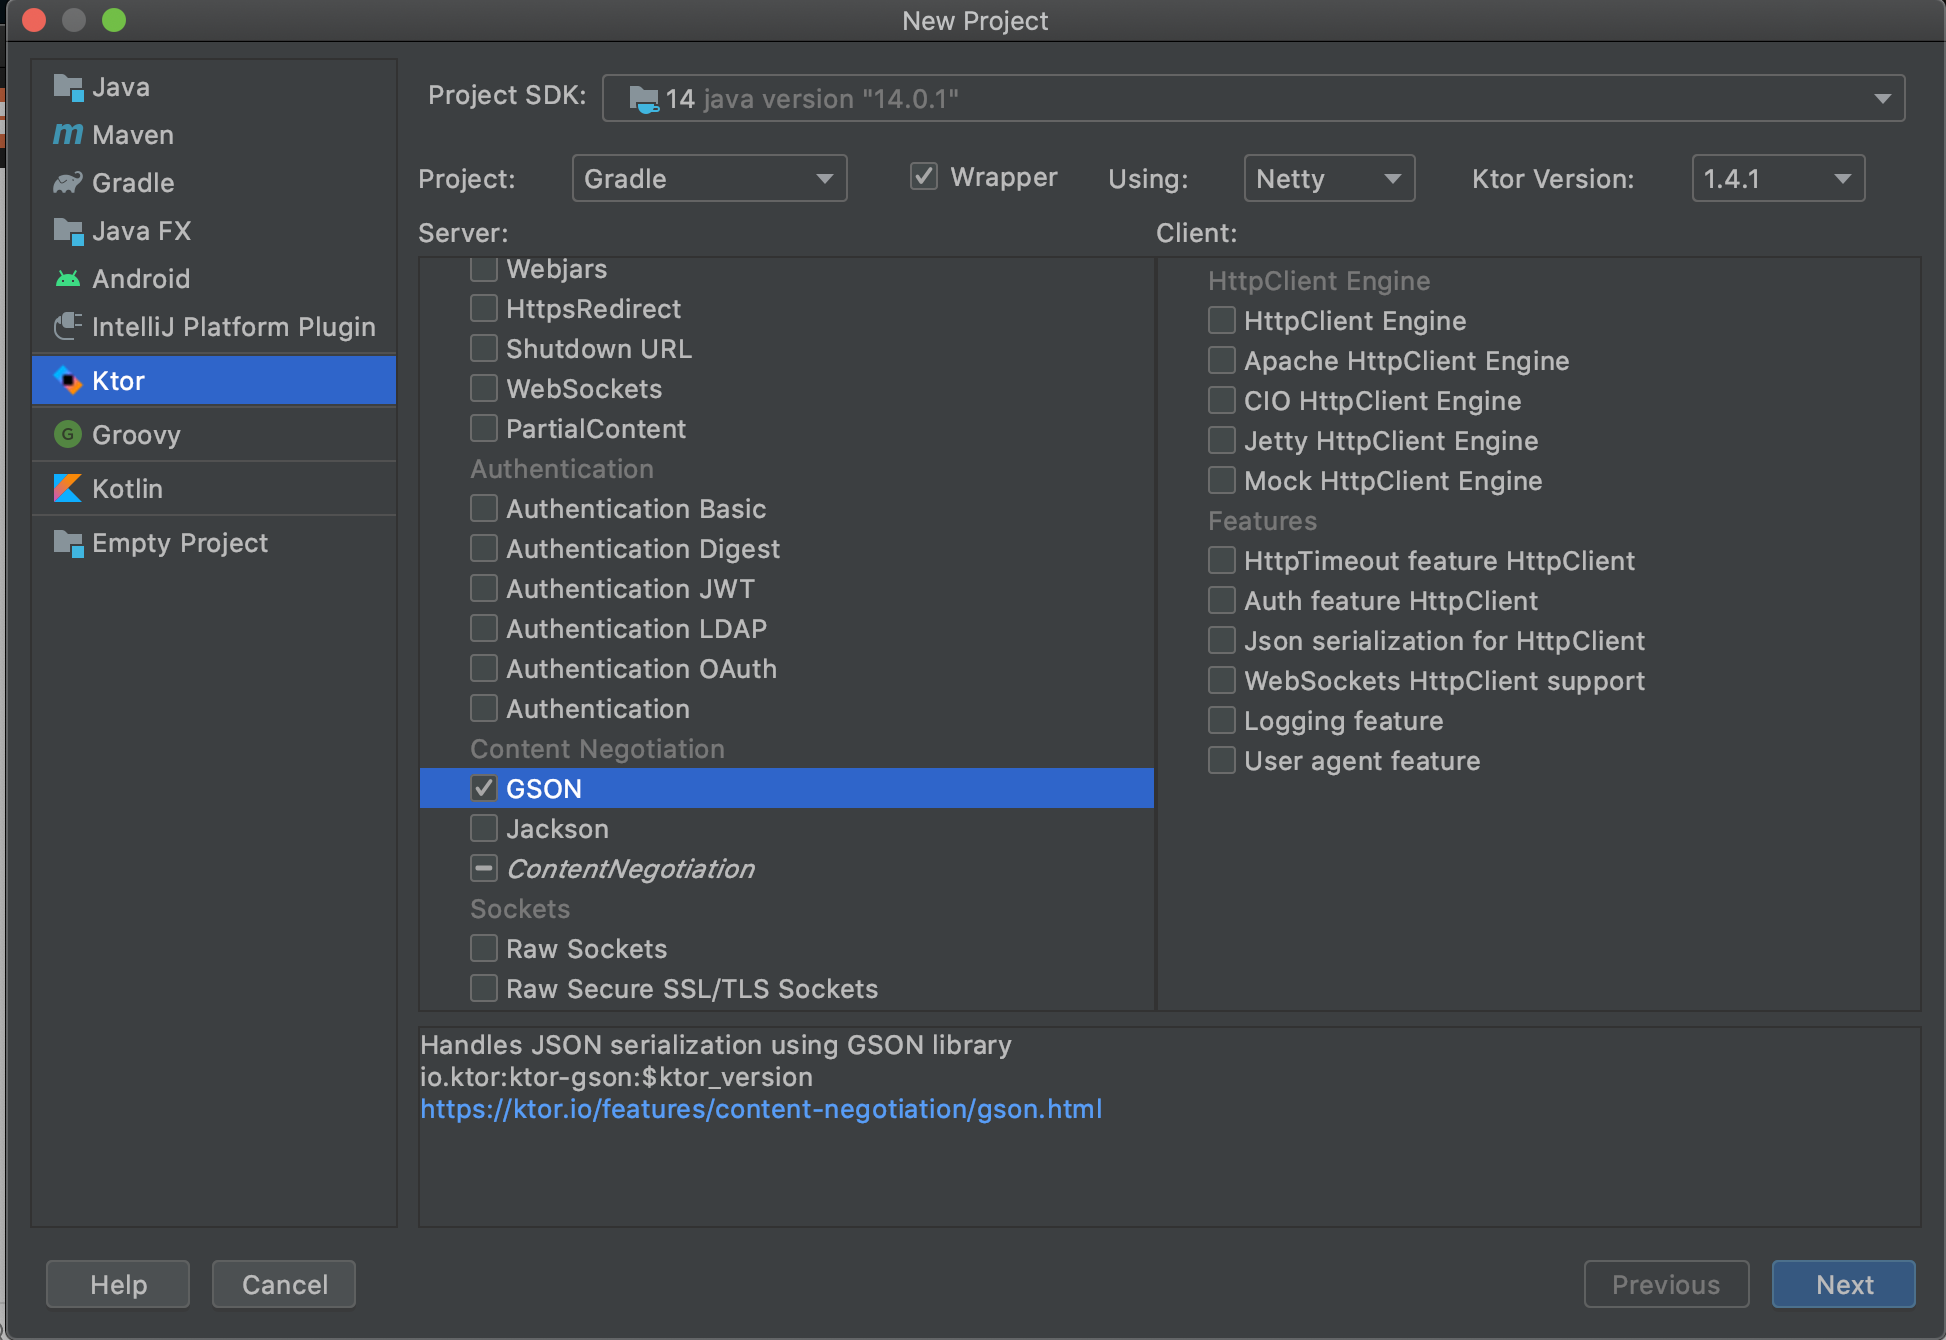 New Project
Java
Maven
Gradle
Java FX
Android
IntelliJ Platform Plugin
Ktor
G Groovy
Kotlin
Empty Project
Project SDK: 14 java version "14.0.1"
Project: Gradle Wrapper Using: Netty Ktor Version: 1.4.1
Server:
Webjars
HttpsRedirect
Shutdown URL
WebSockets
PartialContent
Authentication
Authentication Basic
Authentication Digest
Authentication JWT
Authentication LDAP
Authentication OAuth
Authentication
Content Negotiation
GSON
Jackson
ContentNegotiation
Sockets
Raw Sockets
Raw Secure SSL/TLS Sockets
Client:
HttpClient Engine
HttpClient Engine
Apache HttpClient Engine
CIO HttpClient Engine
Jetty HttpClient Engine
Mock HttpClient Engine
Features
HttpTimeout feature HttpClient
Auth feature HttpClient
Json serialization for HttpClient
WebSockets HttpClient support
Logging feature
User agent feature
Handles JSON serialization using GSON library
io.ktor:ktor-gson:$ktor_version
https://ktor.io/features/content-negotiation/gson.html
Help Cancel Previous Next